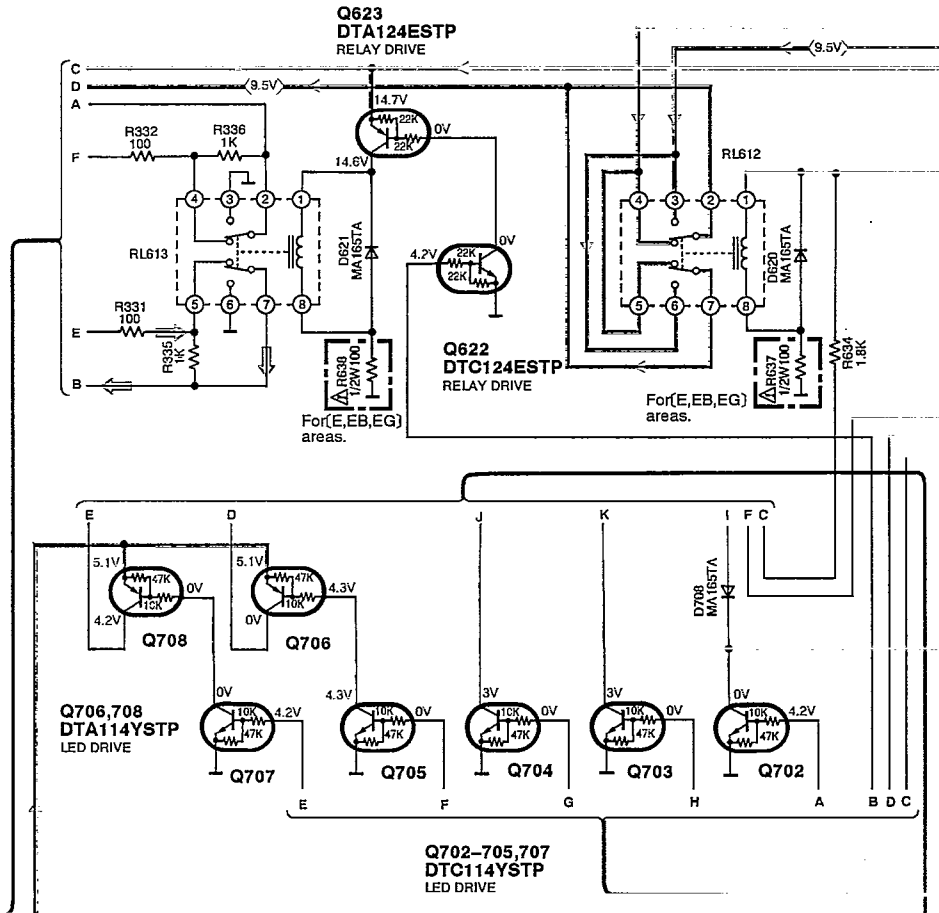 Q623
DTA124ESTP
RELAY DRIVE
C
D
9.5V
9.5V
A
14.7V
22K
0V
22K
R332
100
R336
1K
F
14.6V
RL612
4 3 2 1
4 3 2 1
RL613
D621
MA165TA
4.2V
22K
22K
0V
D620
MA165TA
5 6 7 8
5 6 7 8
R331
100
E
R335
1K
Q622
DTC124ESTP
RELAY DRIVE
R638
1/2W100
R637
1/2W100
R634
1.8K
B
For[E,EB,EG]
areas.
For[E,EB,EG]
areas.
E D J K I F C
5.1V
47K
0V
10K
4.2V
Q708
5.1V
47K
4.3V
10K
0V
Q706
D708
MA165TA
Q706,708
DTA114YSTP
LED DRIVE
0V
10K
4.2V
47K
Q707
4.3V
10K
0V
47K
Q705
3V
10K
0V
47K
Q704
3V
10K
0V
47K
Q703
0V
10K
4.2V
47K
Q702
E F G H A B D C
Q702–705,707
DTC114YSTP
LED DRIVE